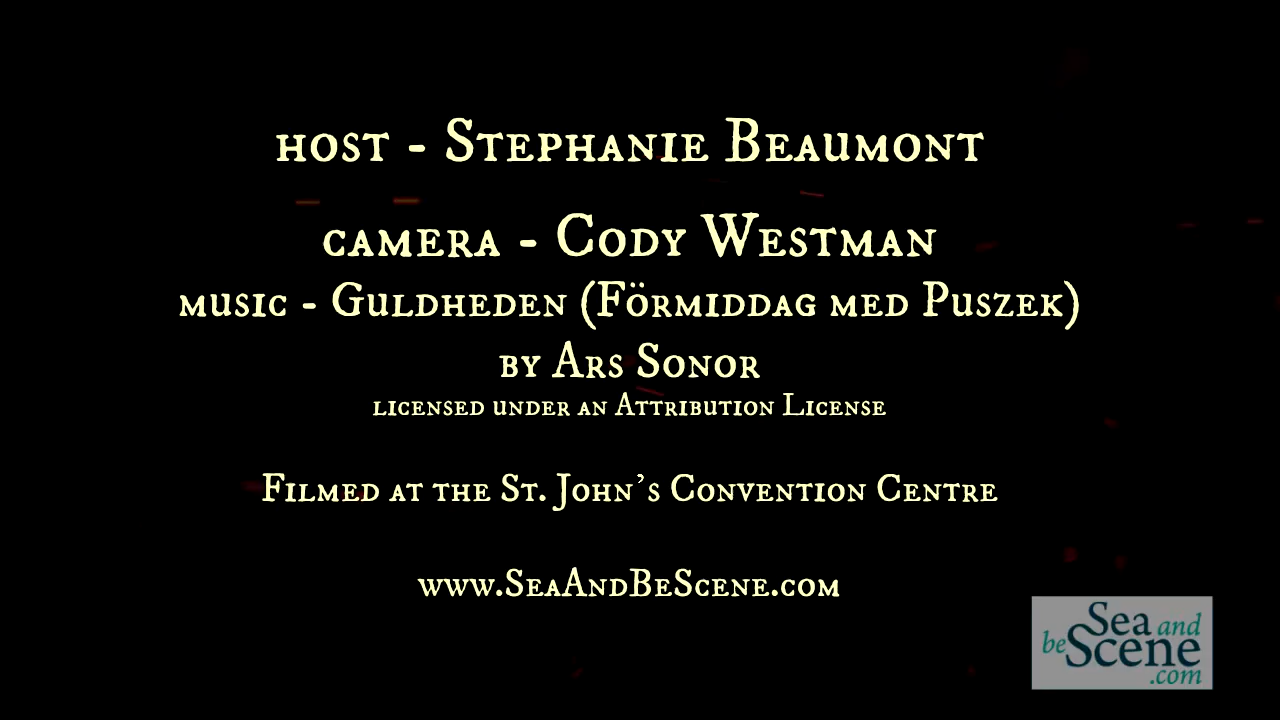 host - Stephanie Beaumont
camera - Cody Westman
music - Guldheden (Förmiddag med Puszek)
by Ars Sonor
licensed under an Attribution License
Filmed at the St. John's Convention Centre
www.SeaAndBeScene.com
Sea and
be Scene
.com